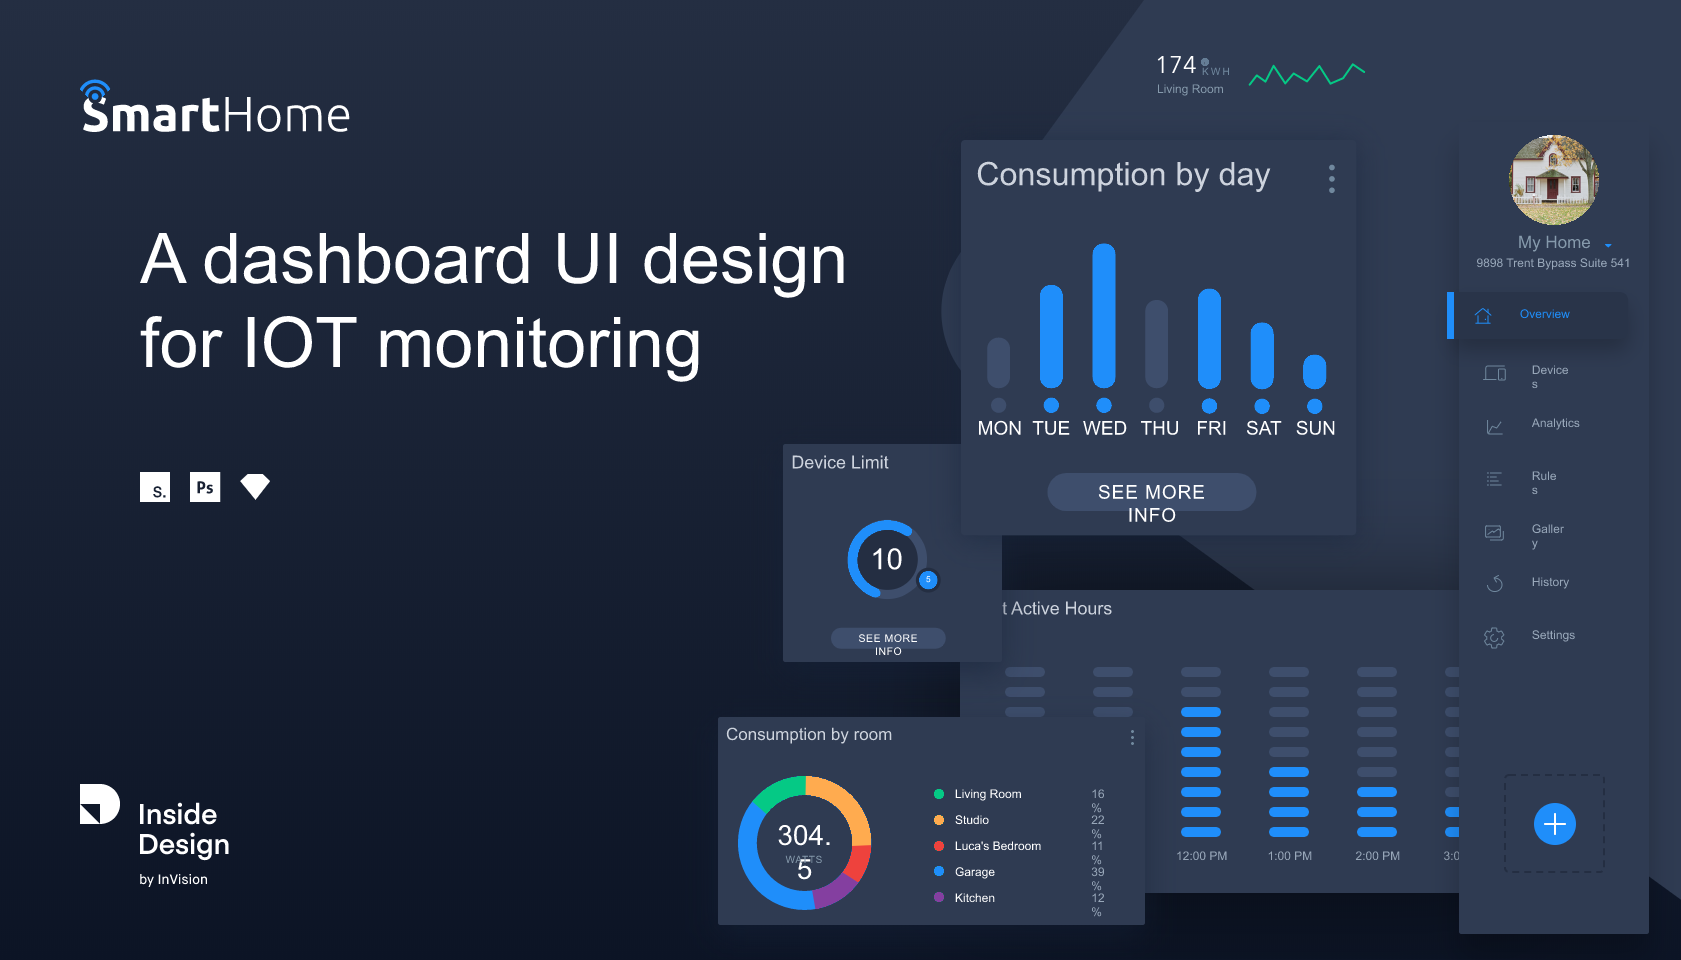 SmartHome
A dashboard UI design
for IOT monitoring
s.
Ps
Inside
Design
by InVision
174
KWH
Living Room
Consumption by day
MON TUE WED THU FRI SAT SUN
SEE MORE
INFO
Device Limit
10
5
SEE MORE
INFO
t Active Hours
12:00 PM 1:00 PM 2:00 PM 3:0
Consumption by room
304.
WATTS
5
Living Room 16
%
Studio 22
%
Luca's Bedroom 11
%
Garage 39
%
Kitchen 12
%
My Home
9898 Trent Bypass Suite 541
Overview
Device
s
Analytics
Rule
s
Galler
y
History
Settings